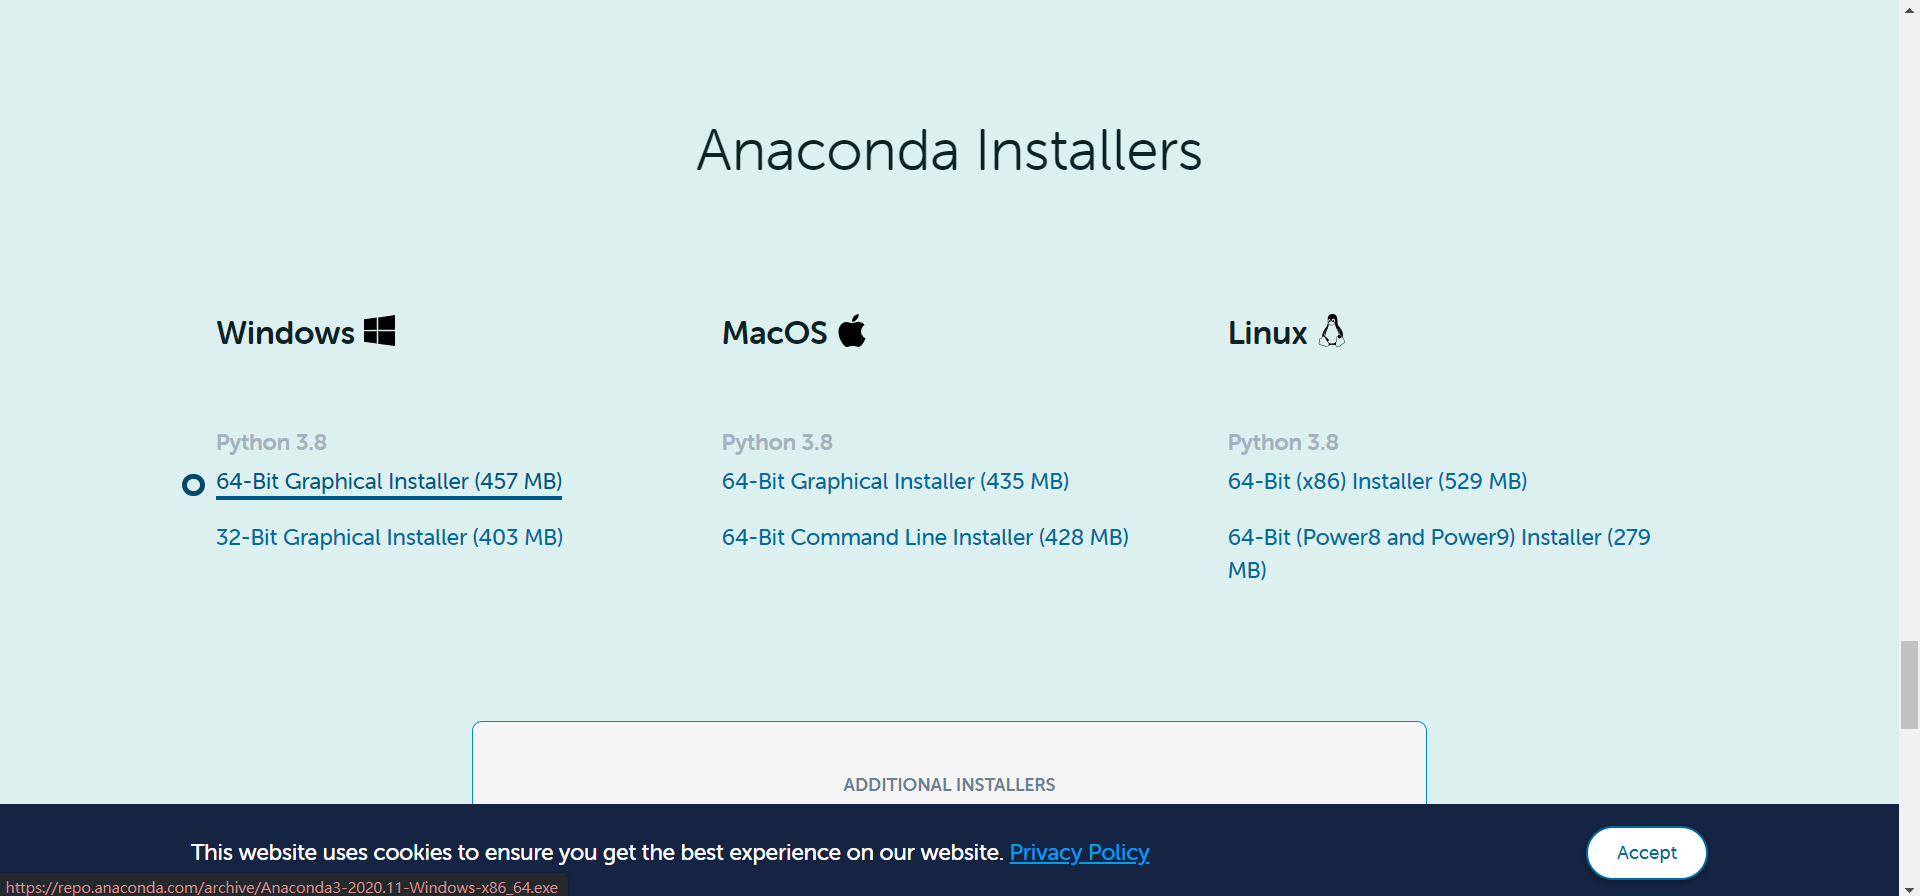 Anaconda Installers
Windows
MacOS
Linux
Python 3.8
64-Bit Graphical Installer (457 MB)
32-Bit Graphical Installer (403 MB)
Python 3.8
64-Bit Graphical Installer (435 MB)
64-Bit Command Line Installer (428 MB)
Python 3.8
64-Bit (x86) Installer (529 MB)
64-Bit (Power8 and Power9) Installer (279
MB)
ADDITIONAL INSTALLERS
This website uses cookies to ensure you get the best experience on our website. Privacy Policy
Accept
https://repo.anaconda.com/archive/Anaconda3-2020.11-Windows-x86_64.exe